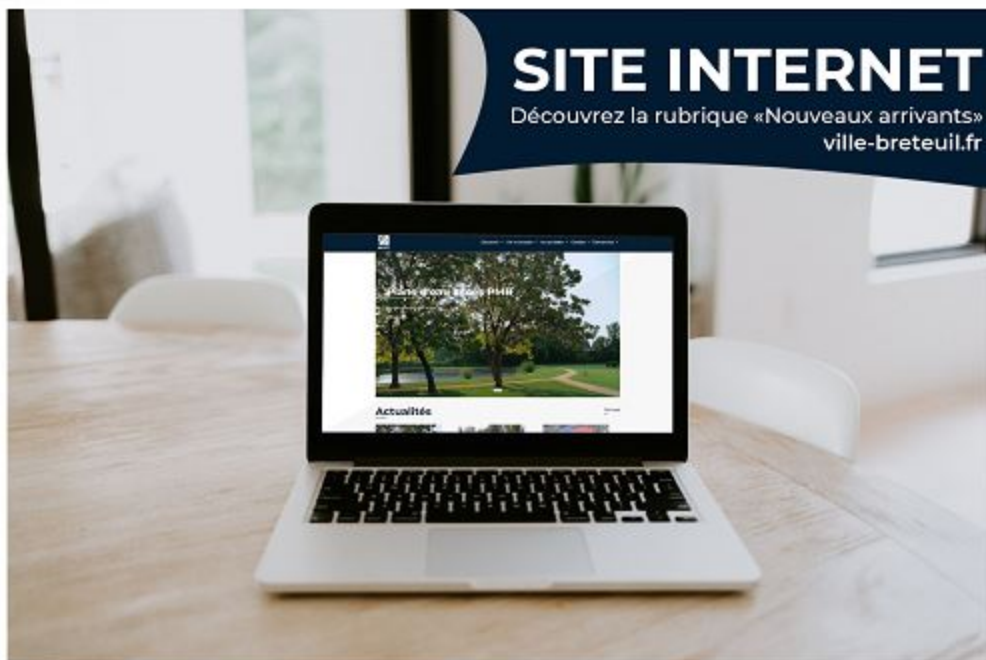 SITE INTERNET
Découvrez la rubrique «Nouveaux arrivants»
ville-breteuil.fr
Actualités